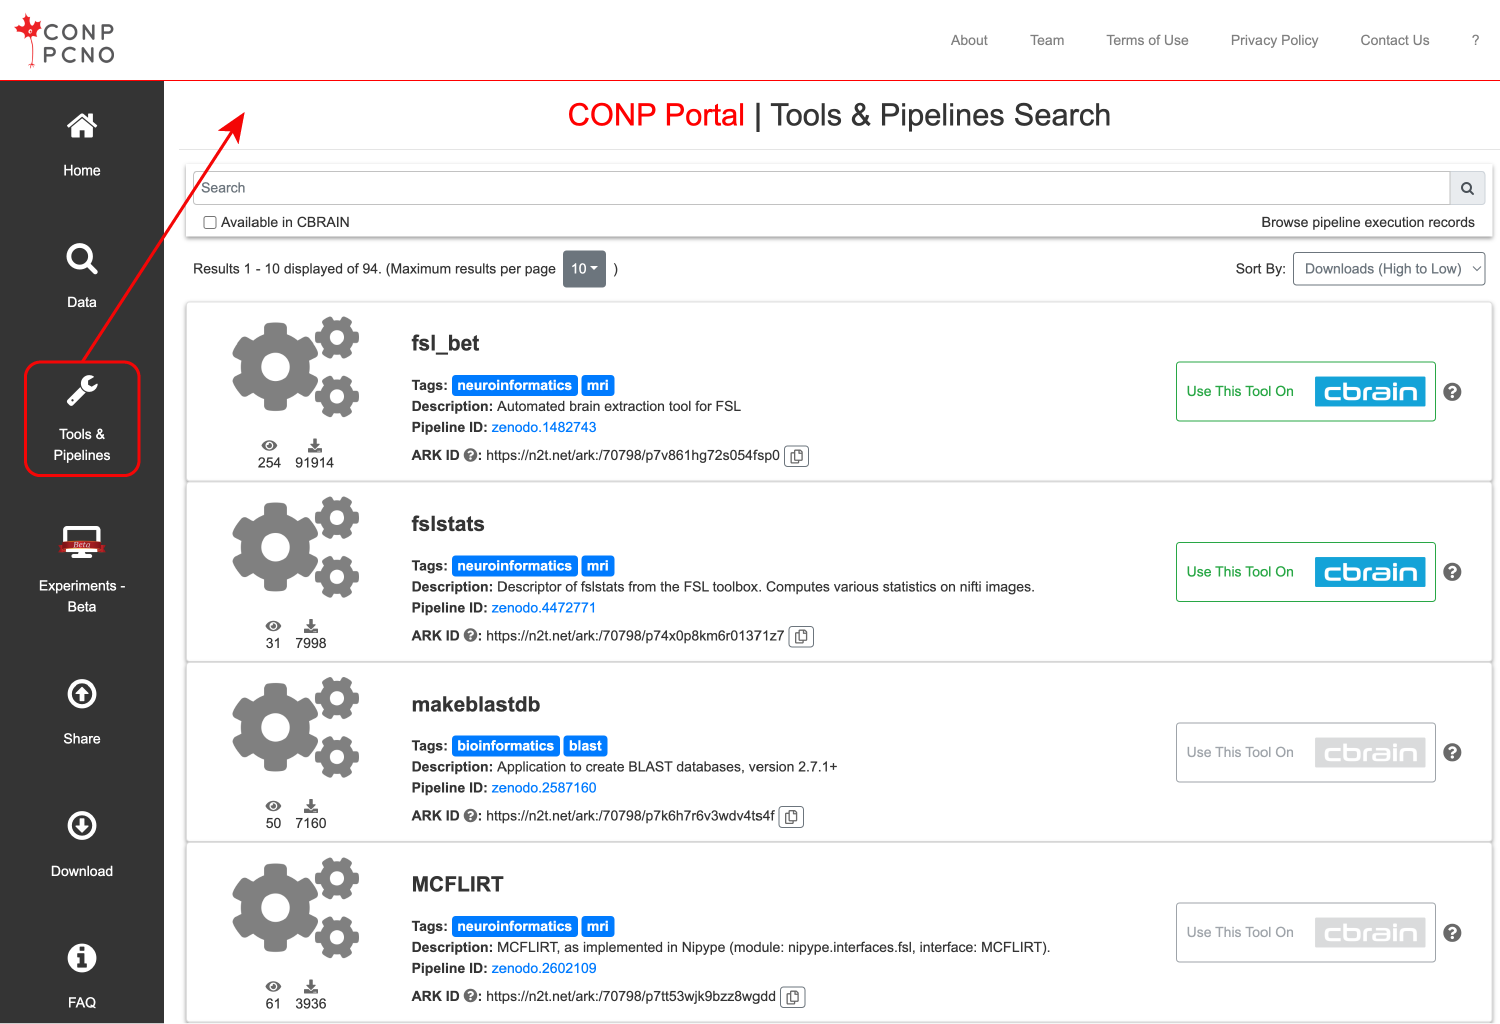 CONP
PCNO
About Team Terms of Use Privacy Policy Contact Us ?
Home
Data
Tools &
Pipelines
Beta
Experiments -
Beta
Share
Download
FAQ
CONP Portal | Tools & Pipelines Search
Search
Available in CBRAIN Browse pipeline execution records
Results 1 - 10 displayed of 94. (Maximum results per page 10 ) Sort By: Downloads (High to Low)
fsl_bet
Tags: neuroinformatics mri
Description: Automated brain extraction tool for FSL
Pipeline ID: zenodo.1482743
ARK ID ?: https://n2t.net/ark:/70798/p7v861hg72s054fsp0
254 91914
Use This Tool On cbrain ?
fslstats
Tags: neuroinformatics mri
Description: Descriptor of fslstats from the FSL toolbox. Computes various statistics on nifti images.
Pipeline ID: zenodo.4472771
ARK ID ?: https://n2t.net/ark:/70798/p74x0p8km6r01371z7
31 7998
Use This Tool On cbrain ?
makeblastdb
Tags: bioinformatics blast
Description: Application to create BLAST databases, version 2.7.1+
Pipeline ID: zenodo.2587160
ARK ID ?: https://n2t.net/ark:/70798/p7k6h7r6v3wdv4ts4f
50 7160
Use This Tool On cbrain ?
MCFLIRT
Tags: neuroinformatics mri
Description: MCFLIRT, as implemented in Nipype (module: nipype.interfaces.fsl, interface: MCFLIRT).
Pipeline ID: zenodo.2602109
ARK ID ?: https://n2t.net/ark:/70798/p7tt53wjk9bzz8wgdd
61 3936
Use This Tool On cbrain ?